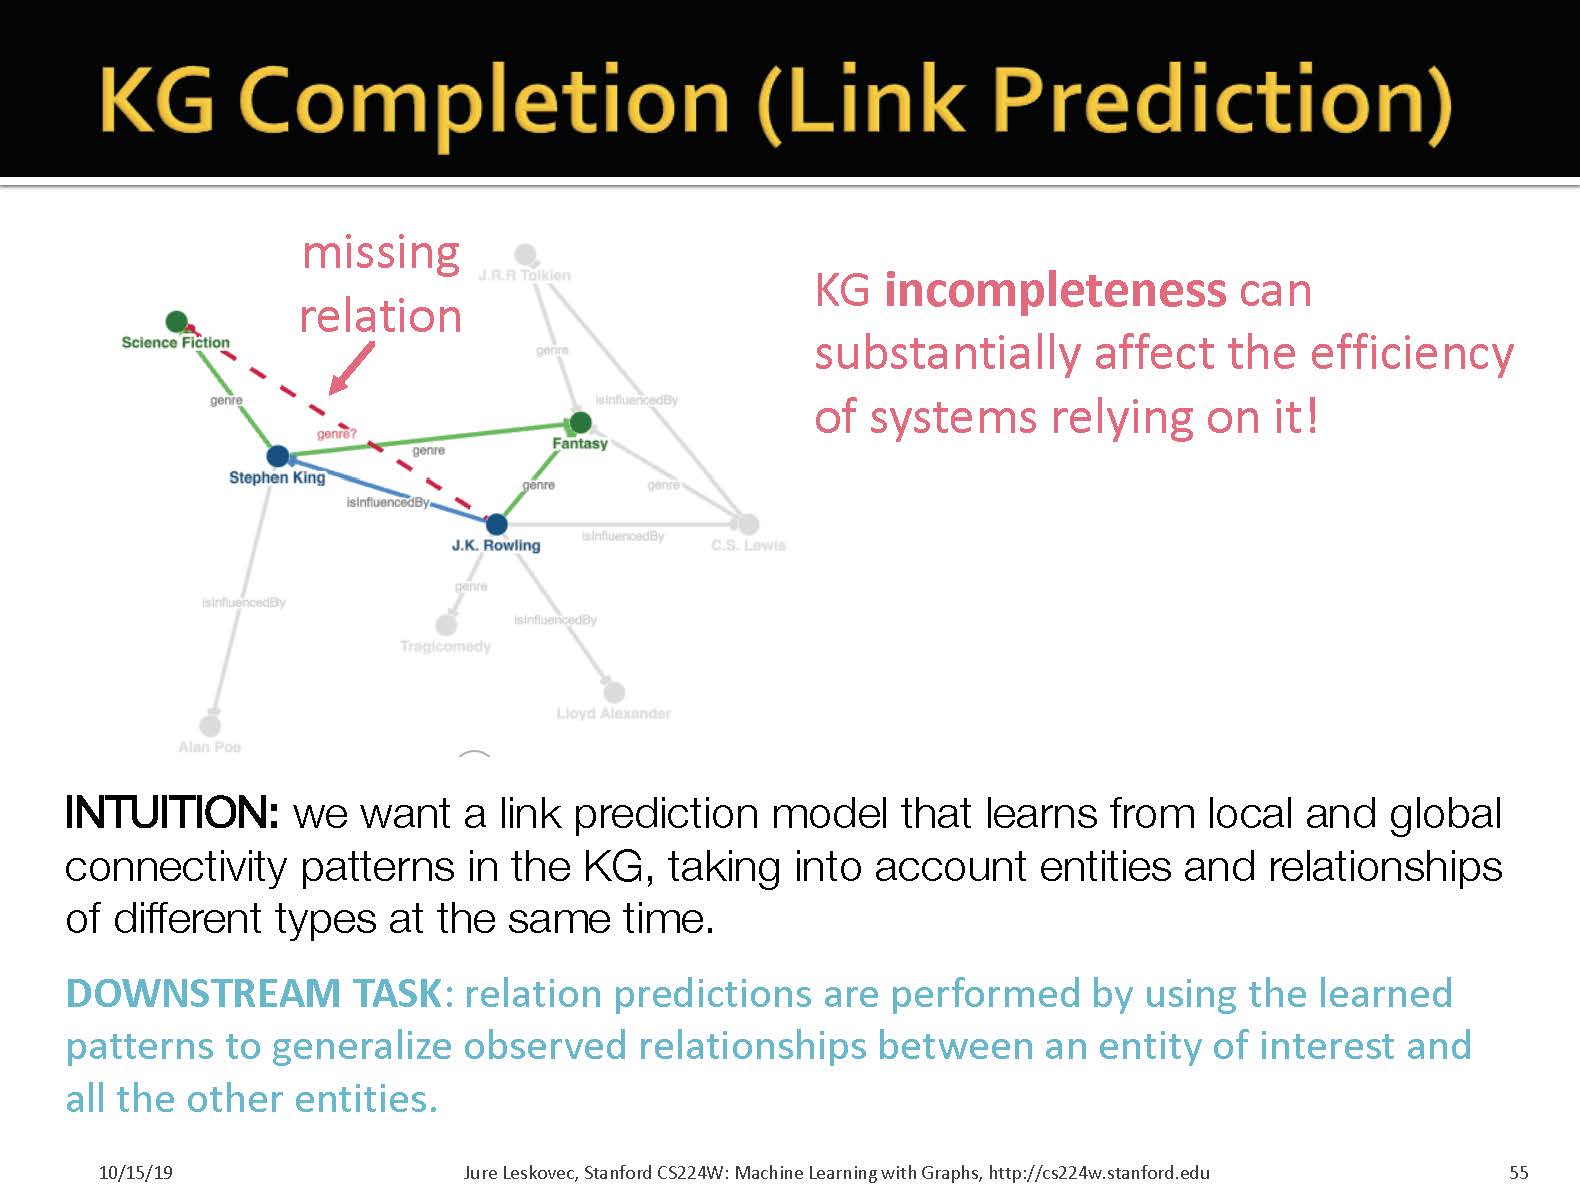 KG Completion (Link Prediction)
missing
relation
J.R.R Tolkien
Science Fiction
genre
isInfluencedBy
genre
genre?
genre
Fantasy
Stephen King
genre
genre
isInfluencedBy
J.K. Rowling
isInfluencedBy
C.S. Lewis
genre
isInfluencedBy
isInfluencedBy
Tragicomedy
Lloyd Alexander
Alan Poe
KG incompleteness can
substantially affect the efficiency
of systems relying on it!
INTUITION: we want a link prediction model that learns from local and global
connectivity patterns in the KG, taking into account entities and relationships
of different types at the same time.
DOWNSTREAM TASK: relation predictions are performed by using the learned
patterns to generalize observed relationships between an entity of interest and
all the other entities.
10/15/19
Jure Leskovec, Stanford CS224W: Machine Learning with Graphs, http://cs224w.stanford.edu
55